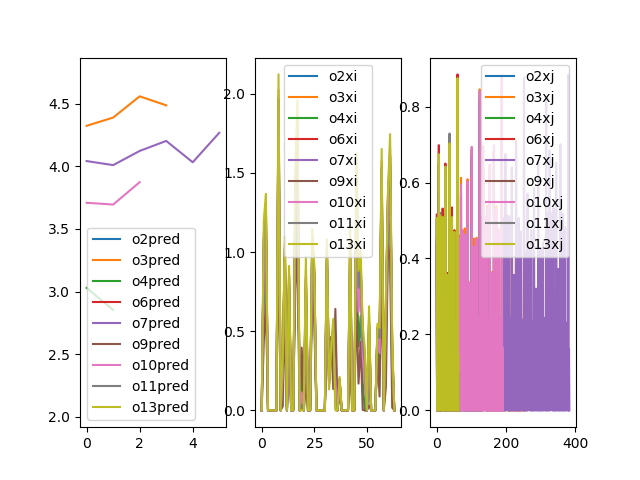 4.5
4.0
3.5
3.0
2.5
2.0
0
2
4
o2pred
o3pred
o4pred
o6pred
o7pred
o9pred
o10pred
o11pred
o13pred
2.0
1.5
1.0
0.5
0.0
0
25
50
o2xi
o3xi
o4xi
o6xi
o7xi
o9xi
o10xi
o11xi
o13xi
0.8
0.6
0.4
0.2
0.0
0
200
400
o2xj
o3xj
o4xj
o6xj
o7xj
o9xj
o10xj
o11xj
o13xj